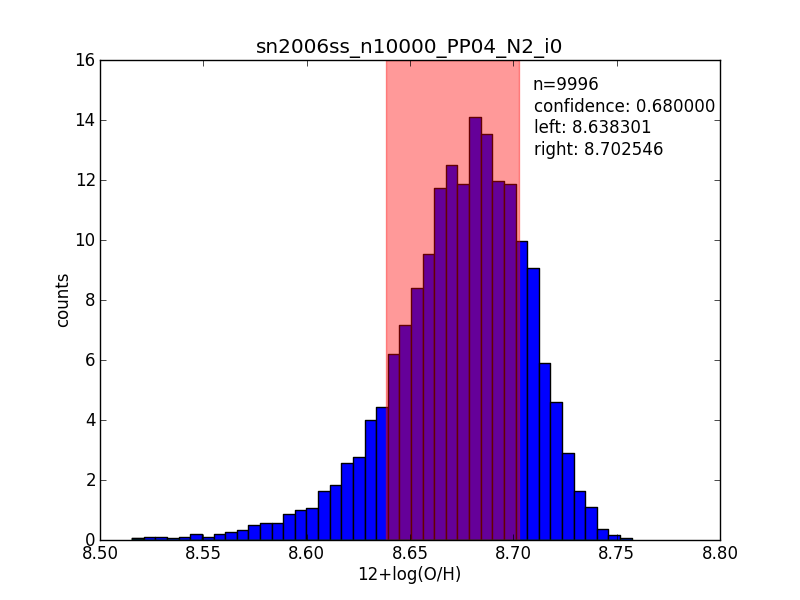 sn2006ss_n10000_PP04_N2_i0
16
14
12
10
8
6
4
2
0
counts
n=9996
confidence: 0.680000
left: 8.638301
right: 8.702546
8.50 8.55 8.60 8.65 8.70 8.75 8.80
12+log(O/H)